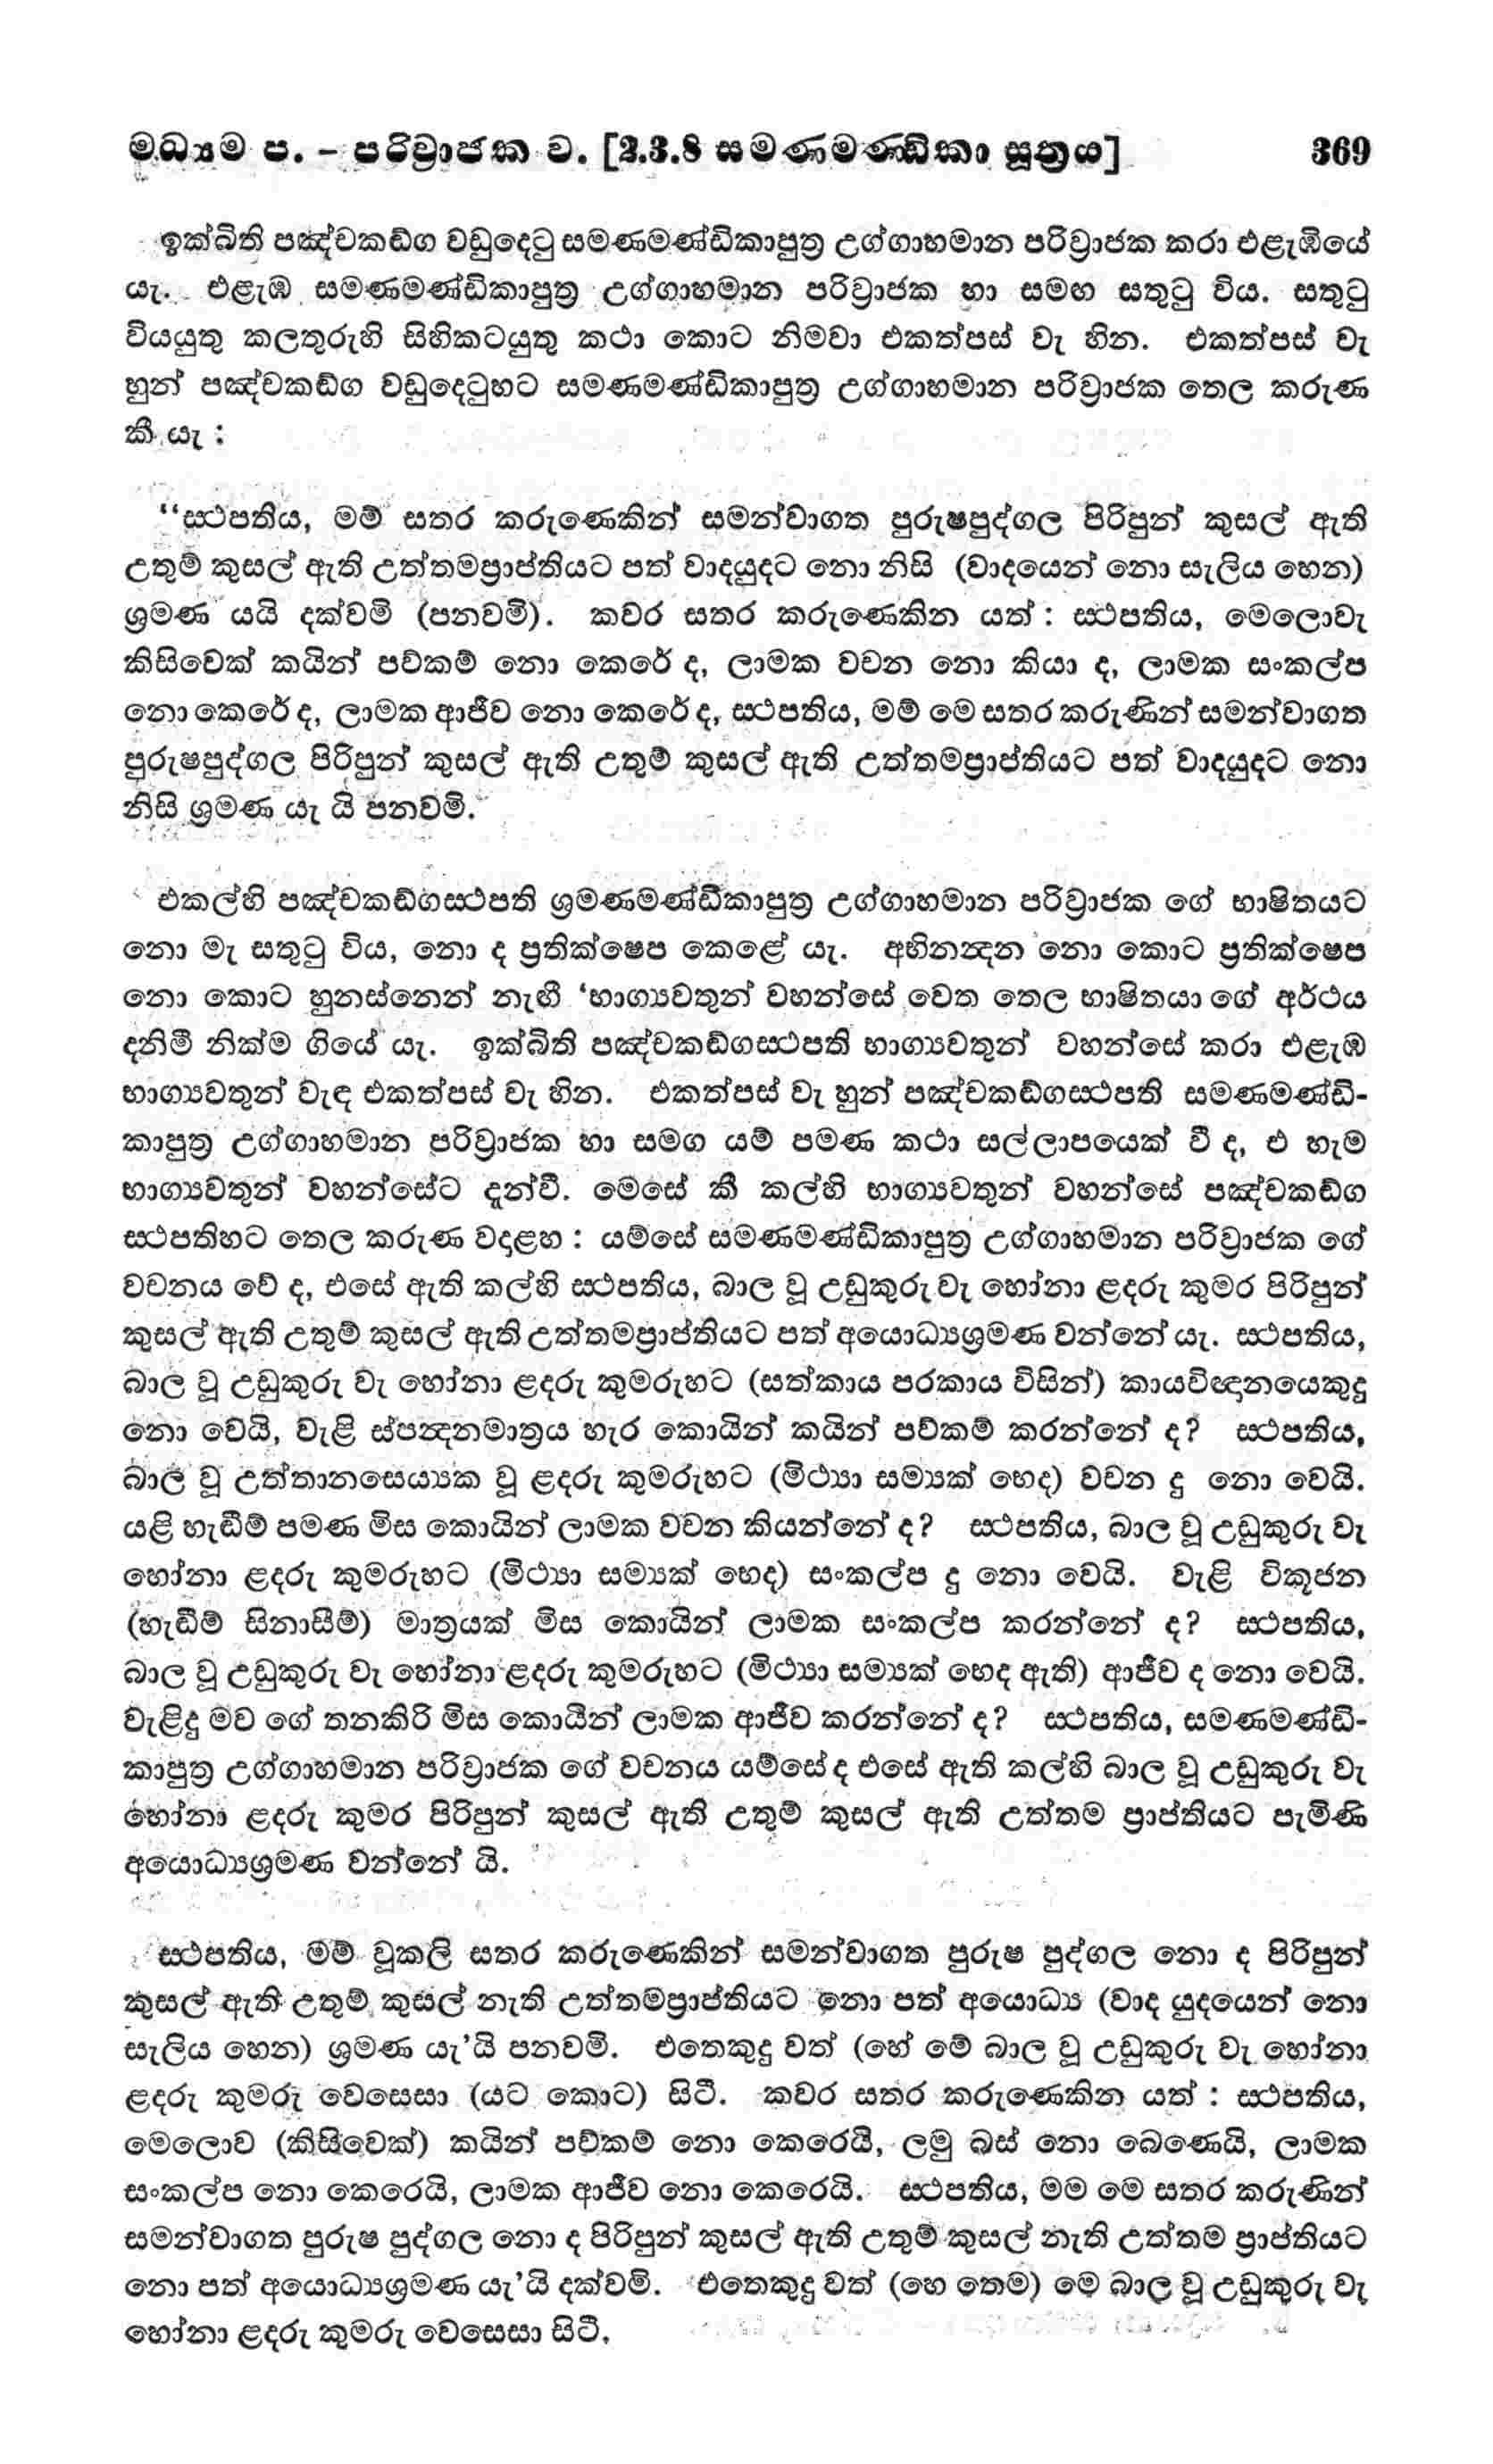 මධ්‍යම ප. – පරිව්‍රාජක ව. [2.3.8 සමණමණ්ඩිකා සූත්‍රය] 369
ඉක්බිති පඤ්චකඞ්ග වඩුදෙටු සමණමණ්ඩිකාපුත්‍ර උග්ගාහමාන පරිව්‍රාජක කරා එළැඹියේ
යැ. එළැඹ සමණමණ්ඩිකාපුත්‍ර උග්ගාහමාන පරිව්‍රාජක හා සමඟ සතුටු විය. සතුටු
වියයුතු කලතුරුහි සිහිකටයුතු කථා කොට නිමවා එකත්පස් වැ හින. එකත්පස් වැ
හුන් පඤ්චකඞ්ග වඩුදෙටුහට සමණමණ්ඩිකාපුත්‍ර උග්ගාහමාන පරිව්‍රාජක තෙල කරුණ
කී යැ :
“ස්ථපතිය, මම් සතර කරුණෙකින් සමන්වාගත පුරුෂපුද්ගල පිරිපුන් කුසල් ඇති
උතුම් කුසල් ඇති උත්තමප්‍රාප්තියට පත් වාදයුදට නො නිසි (වාදයෙන් නො සැලිය හෙන)
ශ්‍රමණ යයි දක්වමි (පනවමි). කවර සතර කරුණෙකින යත් : ස්ථපතිය, මෙලොවැ
කිසිවෙක් කයින් පව්කම් නො කෙරේ ද, ලාමක වචන නො කියා ද, ලාමක සංකල්ප
නො කෙරේ ද, ලාමක ආජීව නො කෙරේ ද, ස්ථපතිය, මම් මෙ සතර කරුණින් සමන්වාගත
පුරුෂපුද්ගල පිරිපුන් කුසල් ඇති උතුම් කුසල් ඇති උත්තමප්‍රාප්තියට පත් වාදයුදට නො
නිසි ශ්‍රමණ යැ යි පනවමි.
එකල්හි පඤ්චකඞ්ගස්ථපති ශ්‍රමණමණ්ඩිකාපුත්‍ර උග්ගාහමාන පරිව්‍රාජක ගේ භාෂිතයට
නො මැ සතුටු විය, නො ද ප්‍රතික්ෂෙප කෙළේ යැ. අභිනන්‍දන නො කොට ප්‍රතික්ෂෙප
නො කොට හුනස්නෙන් නැඟී ‘භාග්‍යවතුන් වහන්සේ වෙත තෙල භාෂිතයා ගේ අර්ථය
දනිමී නික්ම ගියේ යැ. ඉක්බිති පඤ්චකඞ්ගස්ථපති භාග්‍යවතුන් වහන්සේ කරා එළැඹ
භාග්‍යවතුන් වැඳ එකත්පස් වැ හින. එකත්පස් වැ හුන් පඤ්චකඞ්ගස්ථපති සමණමණ්ඩි-
කාපුත්‍ර උග්ගාහමාන පරිව්‍රාජක හා සමග යම් පමණ කථා සල්ලාපයෙක් වී ද, එ හැම
භාග්‍යවතුන් වහන්සේට දැන්වී. මෙසේ කී කල්හි භාග්‍යවතුන් වහන්සේ පඤ්චකඞ්ග
ස්ථපතිහට තෙල කරුණ වදාළහ : යම්සේ සමණමණ්ඩිකාපුත්‍ර උග්ගාහමාන පරිව්‍රාජක ගේ
වචනය වේ ද, එසේ ඇති කල්හි ස්ථපතිය, බාල වූ උඩුකුරු වැ හෝනා ළදරු කුමර පිරිපුන්
කුසල් ඇති උතුම් කුසල් ඇති උත්තමප්‍රාප්තියට පත් අයොධ්‍යශ්‍රමණ වන්නේ යැ. ස්ථපතිය,
බාල වූ උඩුකුරු වැ හෝනා ළදරු කුමරුහට (සත්කාය පරකාය විසින්) කායවිඥානයෙකුදු
නො වෙයි, වැළි ස්පන්‍දනමාත්‍රය හැර කොයින් කයින් පව්කම් කරන්නේ ද? ස්ථපතිය,
බාල වූ උත්තානසෙය්‍යක වූ ළදරු කුමරුහට (මිථ්‍යා සම්‍යක් භෙද) වචන දු නො වෙයි.
යළි හැඬීම් පමණ මිස කොයින් ලාමක වචන කියන්නේ ද? ස්ථපතිය, බාල වූ උඩුකුරු වැ
හෝනා ළදරු කුමරුහට (මිථ්‍යා සම්‍යක් භෙද) සංකල්ප දු නො වෙයි. වැළි විකූජන
(හැඬීම් සිනාසීම්) මාත්‍රයක් මිස කොයින් ලාමක සංකල්ප කරන්නේ ද? ස්ථපතිය,
බාල වූ උඩුකුරු වැ හෝනා ළදරු කුමරුහට (මිථ්‍යා සම්‍යක් භෙද ඇති) ආජීව ද නො වෙයි.
වැළිදු මව ගේ තනකිරි මිස කොයින් ලාමක ආජීව කරන්නේ ද? ස්ථපතිය, සමණමණ්ඩි-
කාපුත්‍ර උග්ගාහමාන පරිව්‍රාජක ගේ වචනය යම්සේ ද එසේ ඇති කල්හි බාල වූ උඩුකුරු වැ
හෝනා ළදරු කුමර පිරිපුන් කුසල් ඇති උතුම් කුසල් ඇති උත්තම ප්‍රාප්තියට පැමිණි
අයොධ්‍යශ්‍රමණ වන්නේ යි.
ස්ථපතිය, මම් වූකලි සතර කරුණෙකින් සමන්වාගත පුරුෂ පුද්ගල නො ද පිරිපුන්
කුසල් ඇති උතුම් කුසල් නැති උත්තමප්‍රාප්තියට නො පත් අයොධ්‍ය (වාද යුදයෙන් නො
සැලිය හෙන) ශ්‍රමණ යැ’යි පනවමි. එතෙකුදු වත් (හේ මේ බාල වූ උඩුකුරු වැ හෝනා
ළදරු කුමරු වෙසෙසා (යට කොට) සිටී. කවර සතර කරුණෙකින යත් : ස්ථපතිය,
මෙලොව (කිසිවෙක්) කයින් පව්කම් නො කෙරෙයි, ලමු බස් නො බෙණෙයි, ලාමක
සංකල්ප නො කෙරෙයි, ලාමක ආජීව නො කෙරෙයි. ස්ථපතිය, මම මෙ සතර කරුණින්
සමන්වාගත පුරුෂ පුද්ගල නො ද පිරිපුන් කුසල් ඇති උතුම් කුසල් නැති උත්තම ප්‍රාප්තියට
නො පත් අයොධ්‍යශ්‍රමණ යැ’යි දක්වමි. එතෙකුදු වත් (හෙ තෙම) මෙ බාල වූ උඩුකුරු වැ
හෝනා ළදරු කුමරු වෙසෙසා සිටී.